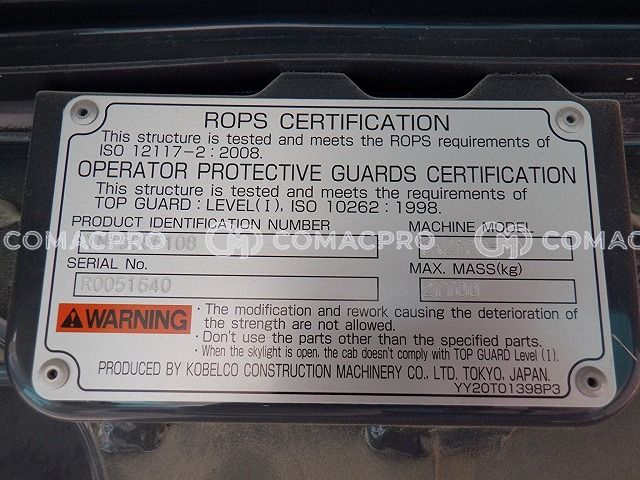 ROPS CERTIFICATION
This structure is tested and meets the ROPS requirements of
ISO 12117-2 : 2008.
OPERATOR PROTECTIVE GUARDS CERTIFICATION
This structure is tested and meets the requirements of
TOP GUARD : LEVEL(I), ISO 10262 : 1998.
PRODUCT IDENTIFICATION NUMBER MACHINE MODEL
COMACPRO COMACPRO COMACPRO
SERIAL No. MAX. MASS(kg)
R0051640
WARNING
· The modification and rework causing the deterioration of
the strength are not allowed.
· Don't use the parts other than the specified parts.
· When the skylight is open, the cab doesn't comply with TOP GUARD Level (I).
PRODUCED BY KOBELCO CONSTRUCTION MACHINERY CO., LTD. TOKYO. JAPAN.
YY20T01398P3